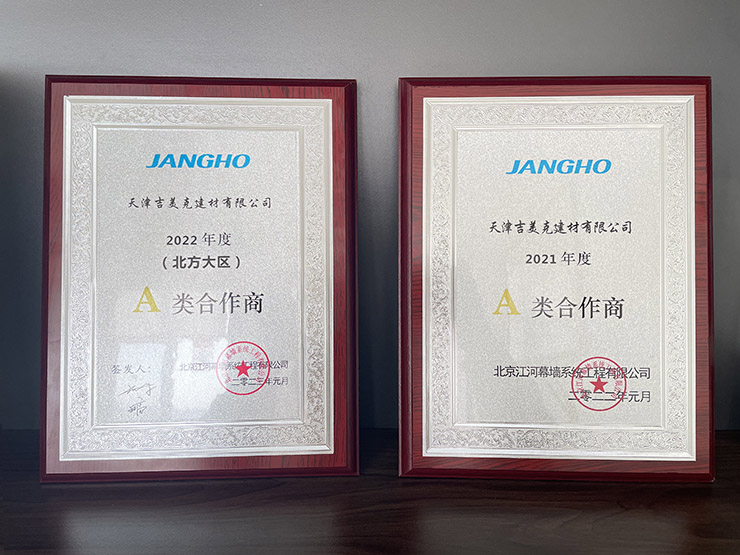 JANGHO
天津吉美克建材有限公司
2022 年度
（北方大区）
A 类合作商
签发人：
北京江河幕墙系统工程有限公司
二零二三年元月
JANGHO
天津吉美克建材有限公司
2021 年度
A 类合作商
北京江河幕墙系统工程有限公司
二零二二年元月